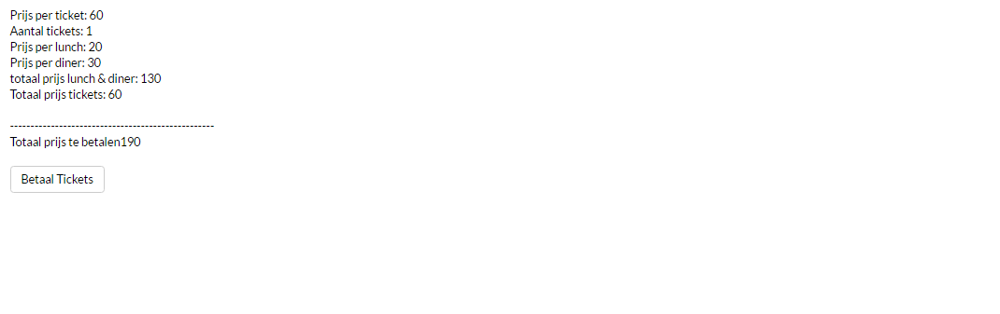 Prijs per ticket: 60
Aantal tickets: 1
Prijs per lunch: 20
Prijs per diner: 30
totaal prijs lunch & diner: 130
Totaal prijs tickets: 60
--------------------------------------------------
Totaal prijs te betalen190
Betaal Tickets